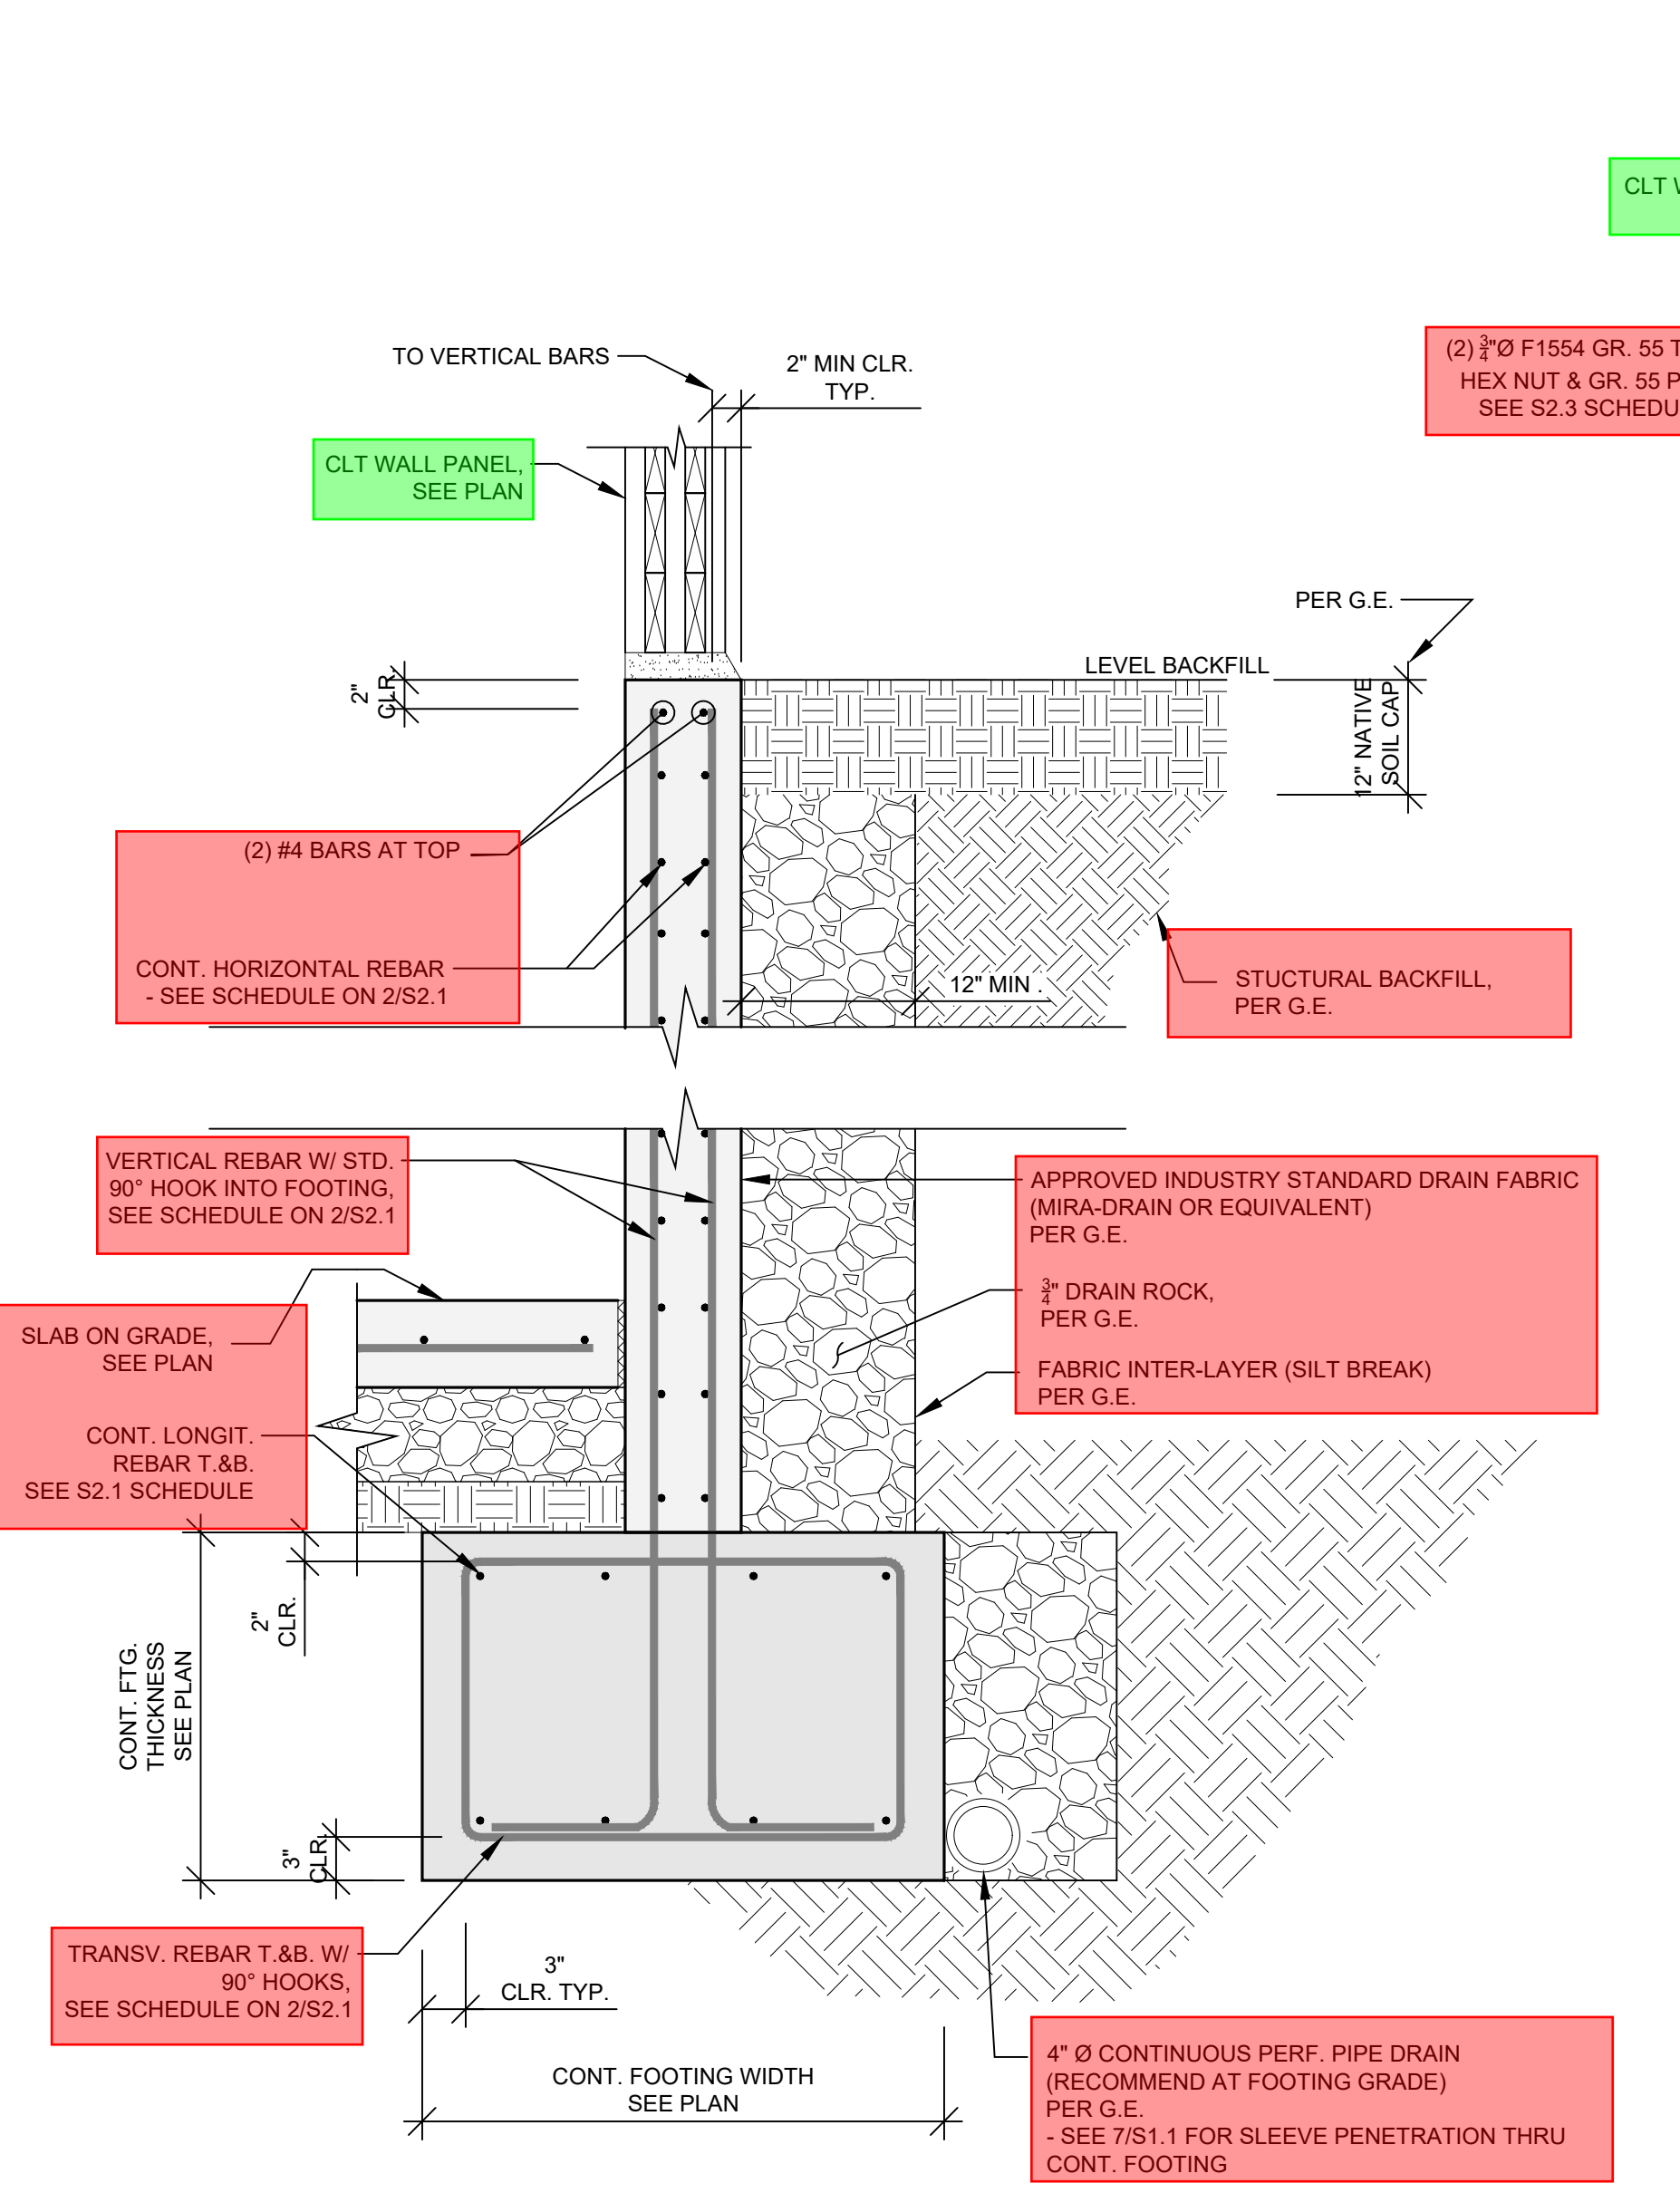 CLT W
(2) 3/4"Ø F1554 GR. 55 T
HEX NUT & GR. 55 P
SEE S2.3 SCHEDU
TO VERTICAL BARS
2" MIN CLR.
TYP.
CLT WALL PANEL,
SEE PLAN
PER G.E.
LEVEL BACKFILL
2"
CLR
12" NATIVE
SOIL CAP
(2) #4 BARS AT TOP
CONT. HORIZONTAL REBAR
- SEE SCHEDULE ON 2/S2.1
12" MIN .
STUCTURAL BACKFILL,
PER G.E.
VERTICAL REBAR W/ STD.
90° HOOK INTO FOOTING,
SEE SCHEDULE ON 2/S2.1
APPROVED INDUSTRY STANDARD DRAIN FABRIC
(MIRA-DRAIN OR EQUIVALENT)
PER G.E.
3/4" DRAIN ROCK,
PER G.E.
FABRIC INTER-LAYER (SILT BREAK)
PER G.E.
SLAB ON GRADE,
SEE PLAN
CONT. LONGIT.
REBAR T.&B.
SEE S2.1 SCHEDULE
2"
CLR.
CONT. FTG.
THICKNESS
SEE PLAN
3"
CLR.
TRANSV. REBAR T.&B. W/
90° HOOKS,
SEE SCHEDULE ON 2/S2.1
3"
CLR. TYP.
CONT. FOOTING WIDTH
SEE PLAN
4" Ø CONTINUOUS PERF. PIPE DRAIN
(RECOMMEND AT FOOTING GRADE)
PER G.E.
- SEE 7/S1.1 FOR SLEEVE PENETRATION THRU
CONT. FOOTING